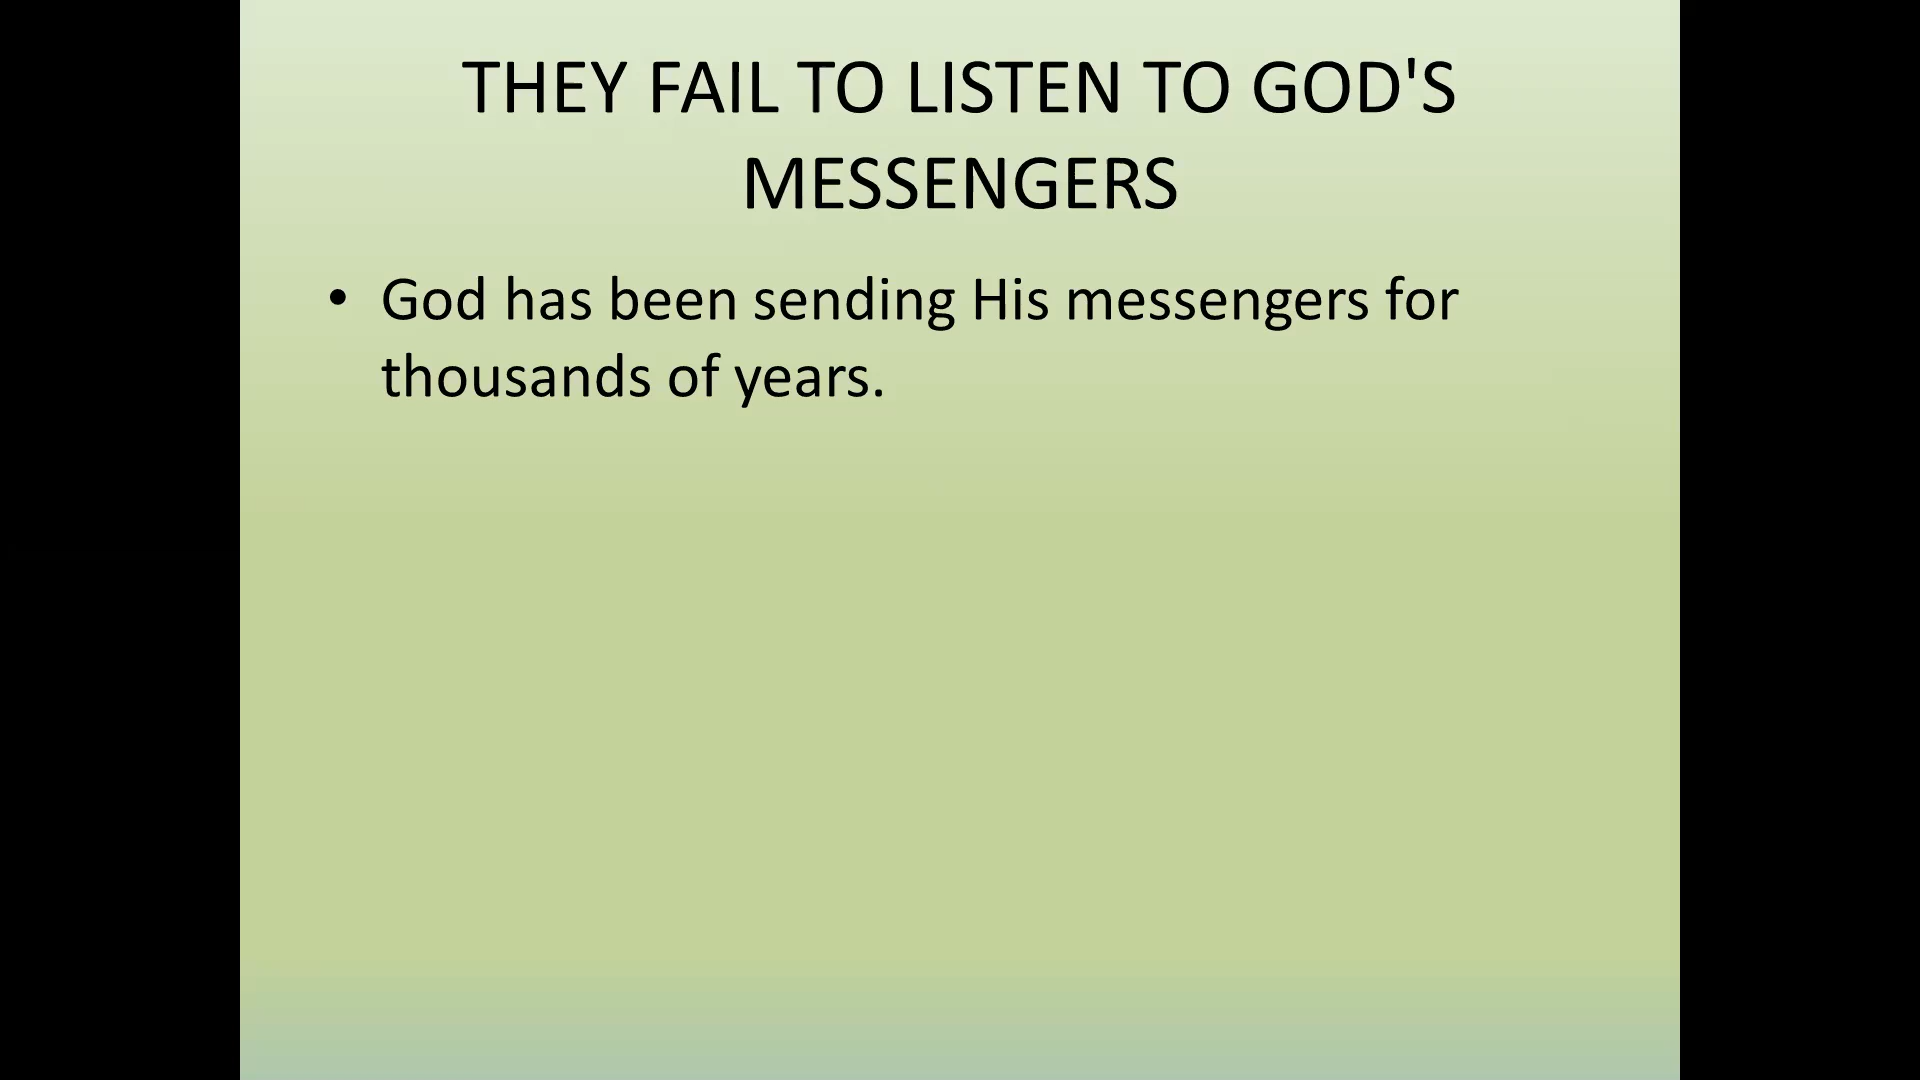 THEY FAIL TO LISTEN TO GOD'S
MESSENGERS
• God has been sending His messengers for
thousands of years.